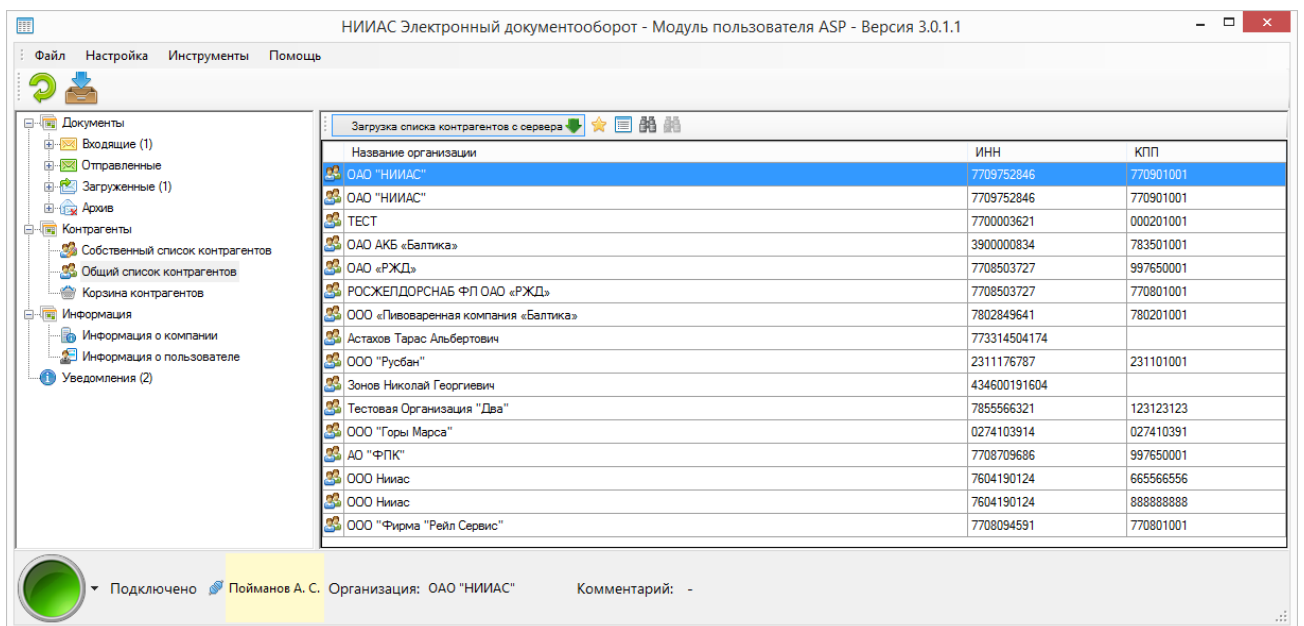 НИИАС Электронный документооборот - Модуль пользователя ASP - Версия 3.0.1.1
Файл Настройка Инструменты Помощь
Документы
Входящие (1)
Отправленные
Загруженные (1)
Архив
Контрагенты
Собственный список контрагентов
Общий список контрагентов
Корзина контрагентов
Информация
Информация о компании
Информация о пользователе
Уведомления (2)
Загрузка списка контрагентов с сервера
Название организации ИНН КПП
ОАО "НИИАС" 7709752846 770901001
ОАО "НИИАС" 7709752846 770901001
ТЕСТ 7700003621 000201001
ОАО АКБ «Балтика» 3900000834 783501001
ОАО «РЖД» 7708503727 997650001
РОСЖЕЛДОРСНАБ ФЛ ОАО «РЖД» 7708503727 770801001
ООО «Пивоваренная компания «Балтика» 7802849641 780201001
Астахов Тарас Альбертович 773314504174
ООО "Русбан" 2311176787 231101001
Зонов Николай Георгиевич 434600191604
Тестовая Организация "Два" 7855566321 123123123
ООО "Горы Марса" 0274103914 027410391
АО "ФПК" 7708709686 997650001
ООО Нииас 7604190124 665566556
ООО Нииас 7604190124 888888888
ООО "Фирма "Рейл Сервис" 7708094591 770801001
Подключено Пойманов А. С. Организация: ОАО "НИИАС" Комментарий: -